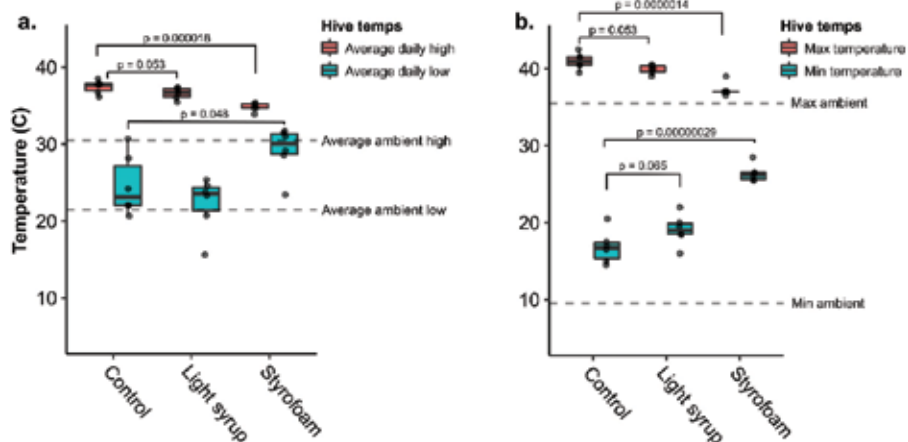 a.
Hive temps
Average daily high
Average daily low
p = 0.000018
p = 0.053
p = 0.048
Average ambient high
Average ambient low
Temperature (C)
40
30
20
10
Control
Light syrup
Styrofoam
b.
Hive temps
Max temperature
Min temperature
p = 0.0000014
p = 0.053
Max ambient
p = 0.00000029
p = 0.065
Min ambient
40
30
20
10
Control
Light syrup
Styrofoam